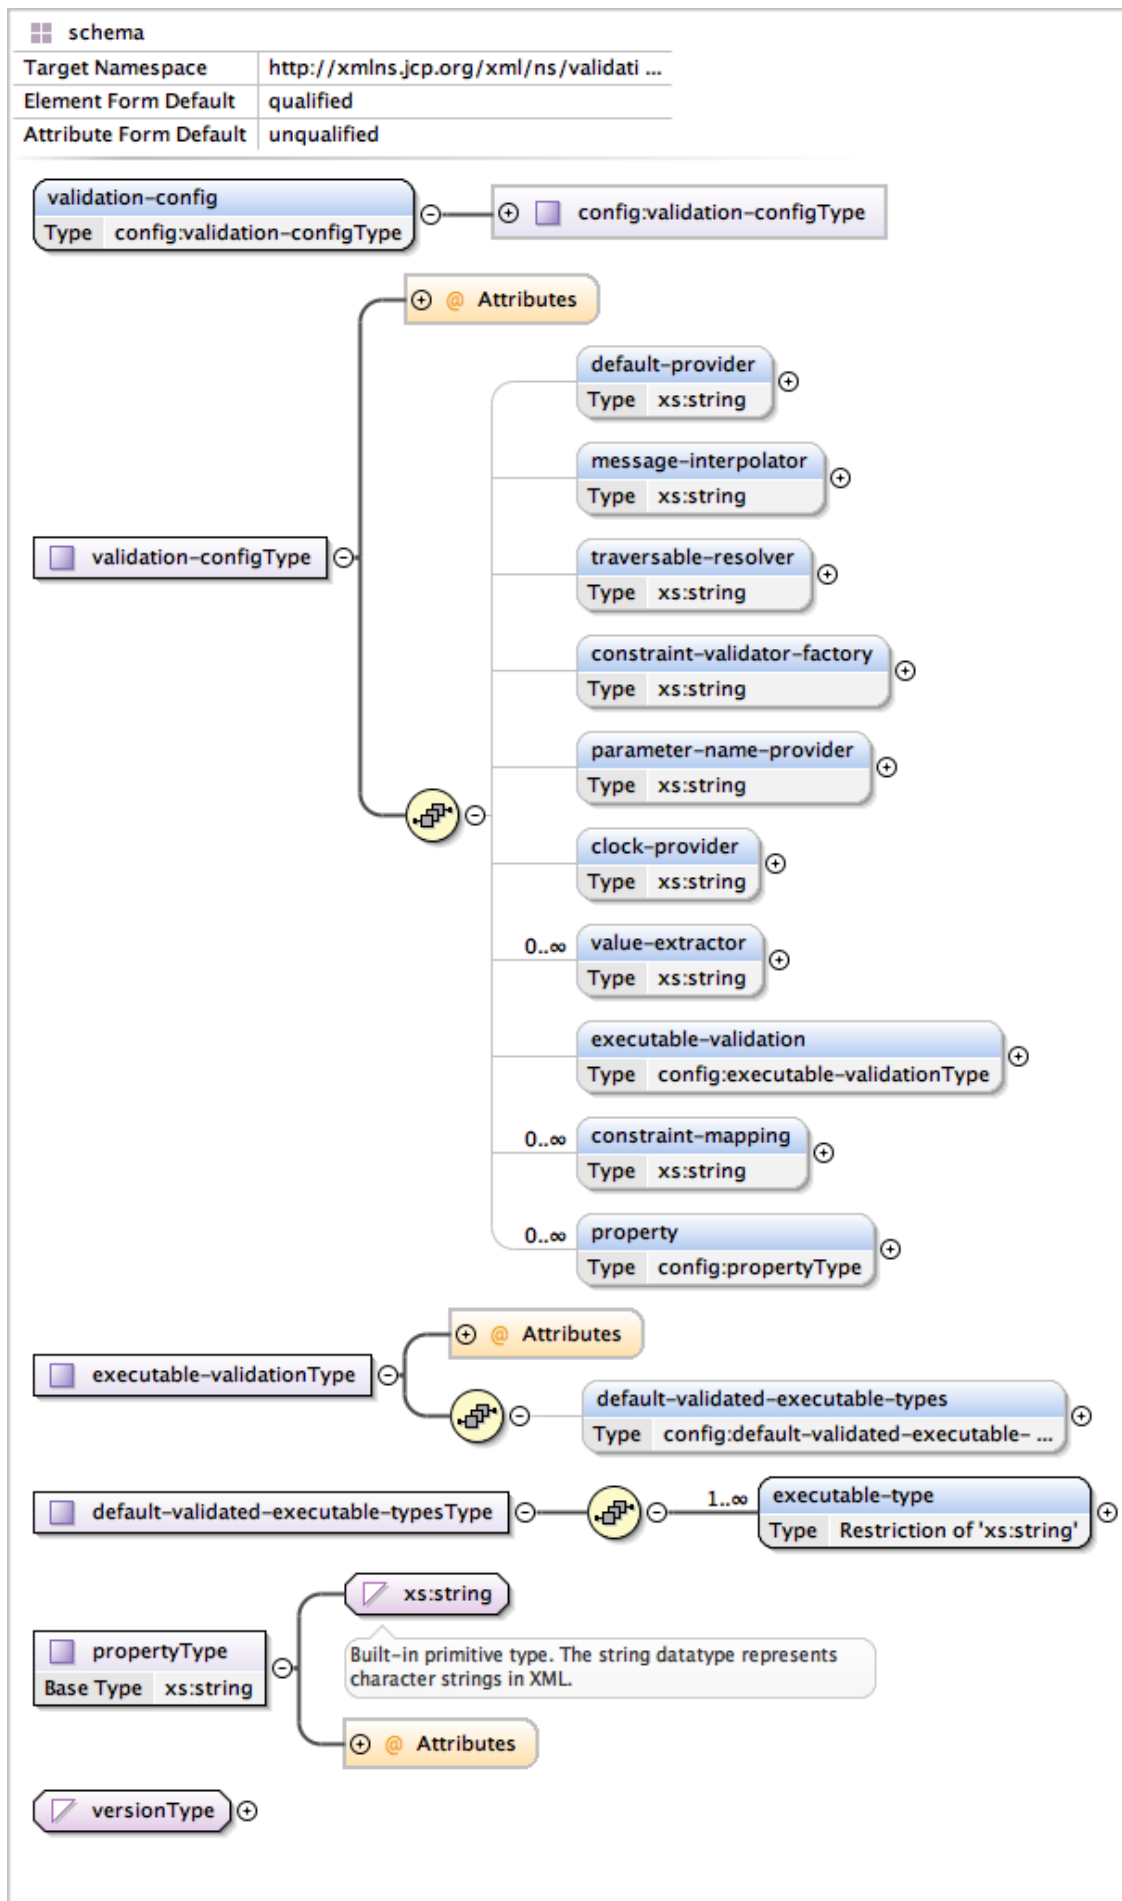 schema
Target Namespace http://xmlns.jcp.org/xml/ns/validati ...
Element Form Default qualified
Attribute Form Default unqualified
validation-config
Type config:validation-configType
config:validation-configType
@ Attributes
default-provider
Type xs:string
message-interpolator
Type xs:string
traversable-resolver
Type xs:string
validation-configType
constraint-validator-factory
Type xs:string
parameter-name-provider
Type xs:string
clock-provider
Type xs:string
0..∞ value-extractor
Type xs:string
executable-validation
Type config:executable-validationType
0..∞ constraint-mapping
Type xs:string
0..∞ property
Type config:propertyType
@ Attributes
executable-validationType
default-validated-executable-types
Type config:default-validated-executable- ...
default-validated-executable-typesType
1..∞ executable-type
Type Restriction of 'xs:string'
xs:string
Built-in primitive type. The string datatype represents
character strings in XML.
propertyType
Base Type xs:string
@ Attributes
versionType